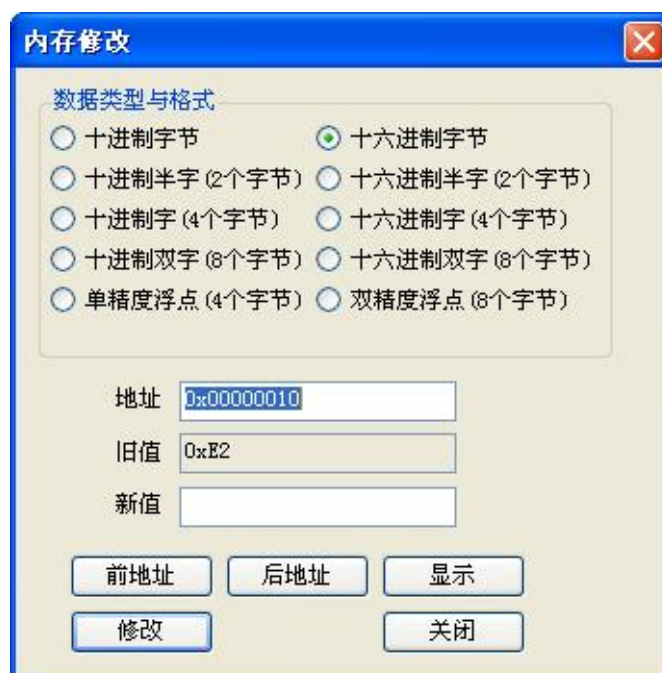 内存修改
数据类型与格式
十进制字节 十六进制字节
十进制半字(2个字节) 十六进制半字(2个字节)
十进制字(4个字节) 十六进制字(4个字节)
十进制双字(8个字节) 十六进制双字(8个字节)
单精度浮点(4个字节) 双精度浮点(8个字节)
地址 0x00000010
旧值 0xE2
新值
前地址 后地址 显示
修改 关闭